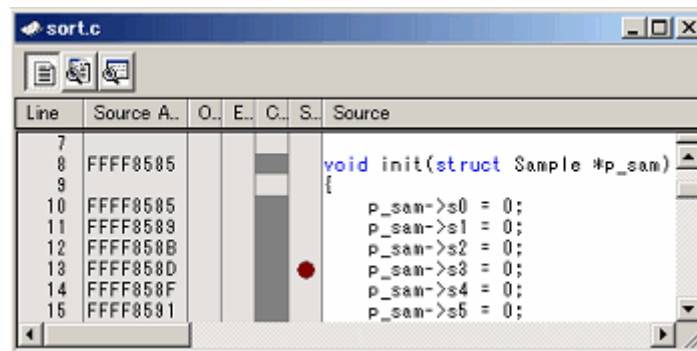 sort.c
Line Source A.. O.. E.. C.. S.. Source
7
8 FFFF8585 void init(struct Sample *p_sam)
9 {
10 FFFF8585 p_sam->s0 = 0;
11 FFFF8589 p_sam->s1 = 0;
12 FFFF858B p_sam->s2 = 0;
13 FFFF858D p_sam->s3 = 0;
14 FFFF858F p_sam->s4 = 0;
15 FFFF8591 p_sam->s5 = 0;